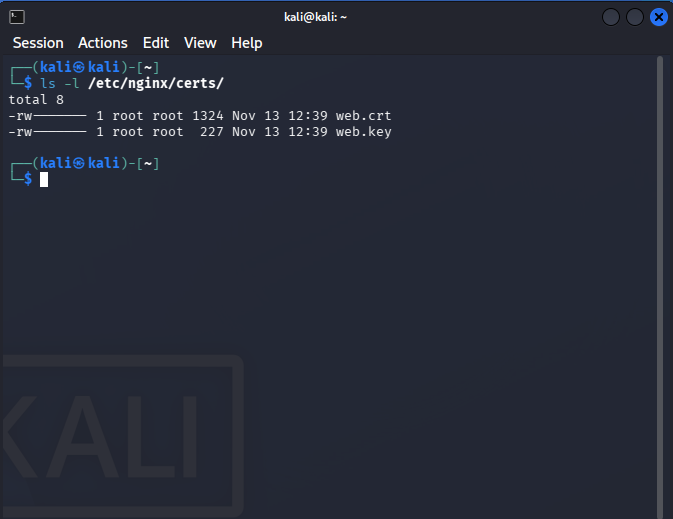 kali@kali: ~
Session Actions Edit View Help
┌──(kali㉿kali)-[~]
└─$ ls -l /etc/nginx/certs/
total 8
-rw------- 1 root root 1324 Nov 13 12:39 web.crt
-rw------- 1 root root  227 Nov 13 12:39 web.key
┌──(kali㉿kali)-[~]
└─$
KALI